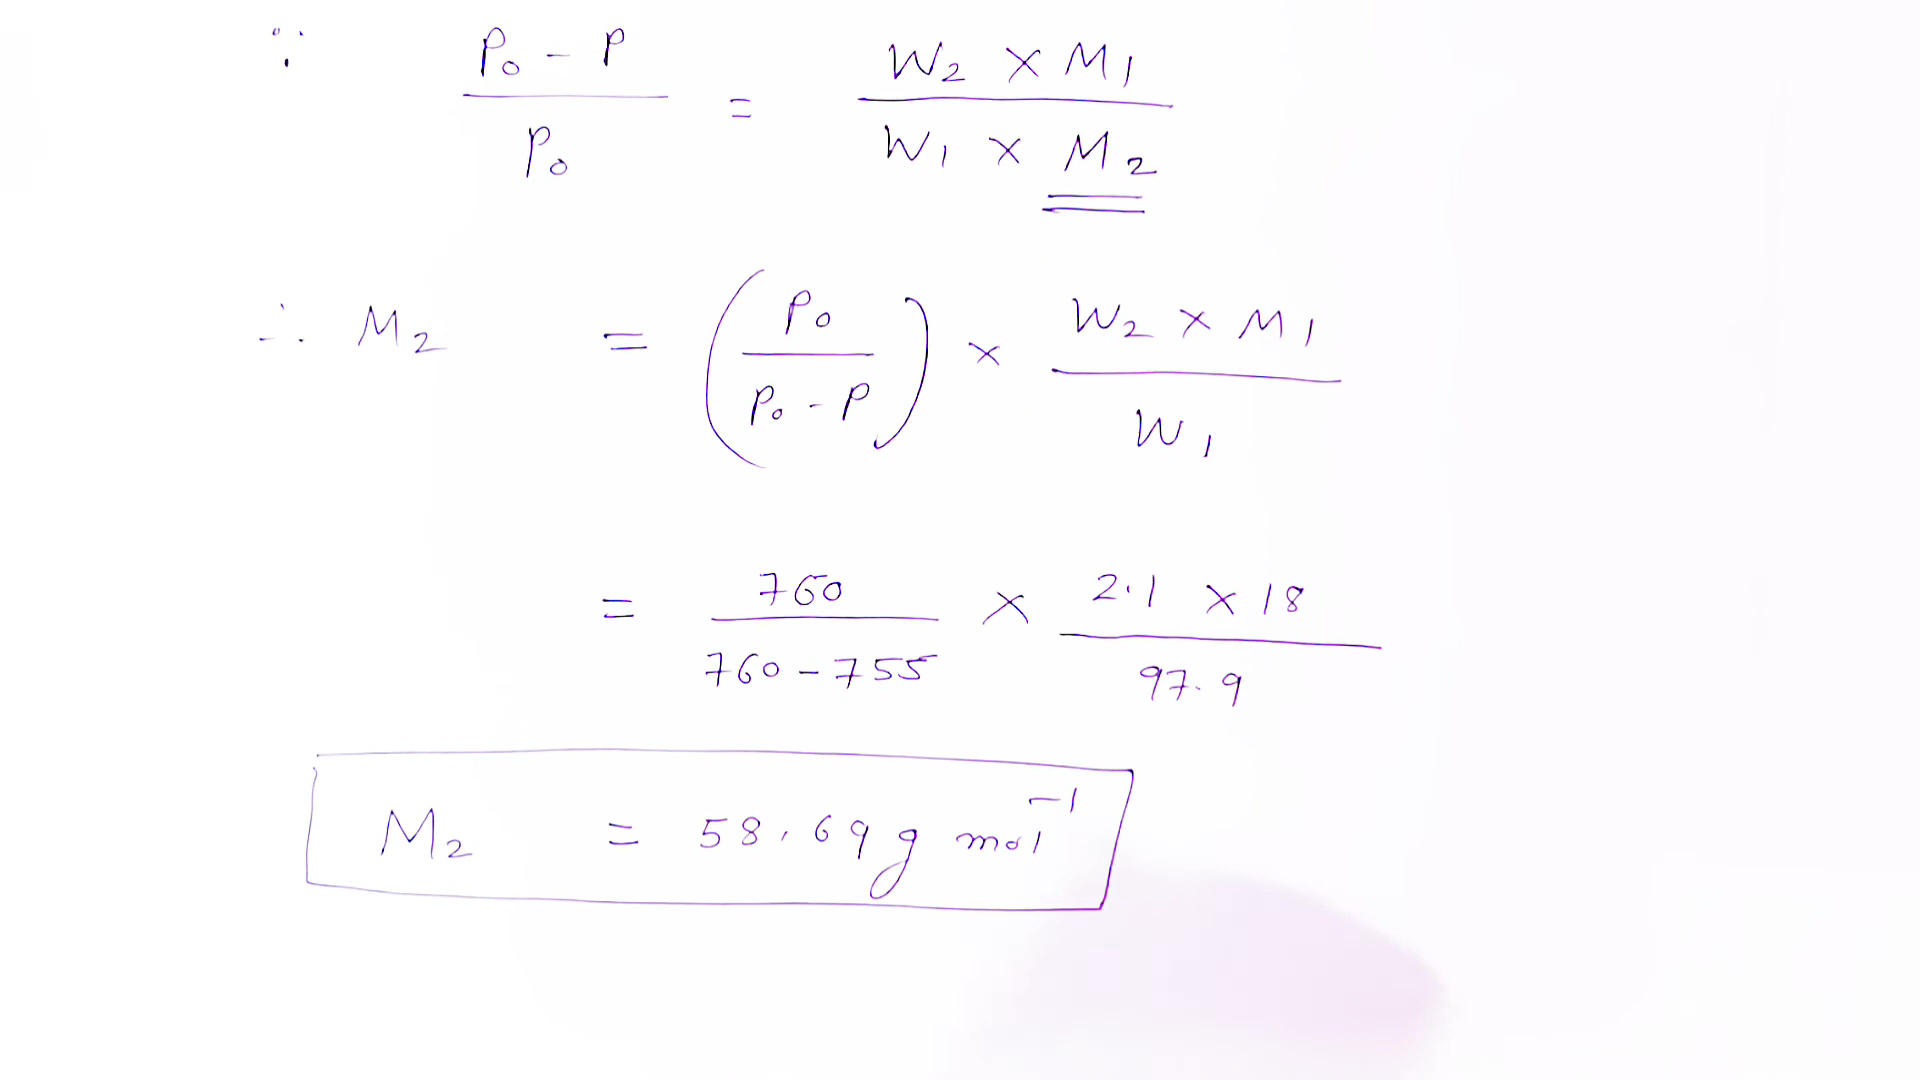 ∵ P₀ - P / P₀ = W₂ × M₁ / W₁ × M₂
∴ M₂ = (P₀ / P₀ - P) × W₂ × M₁ / W₁
= 760 / 760 - 755 × 2.1 × 18 / 97.9
M₂ = 58.69 g mol⁻¹